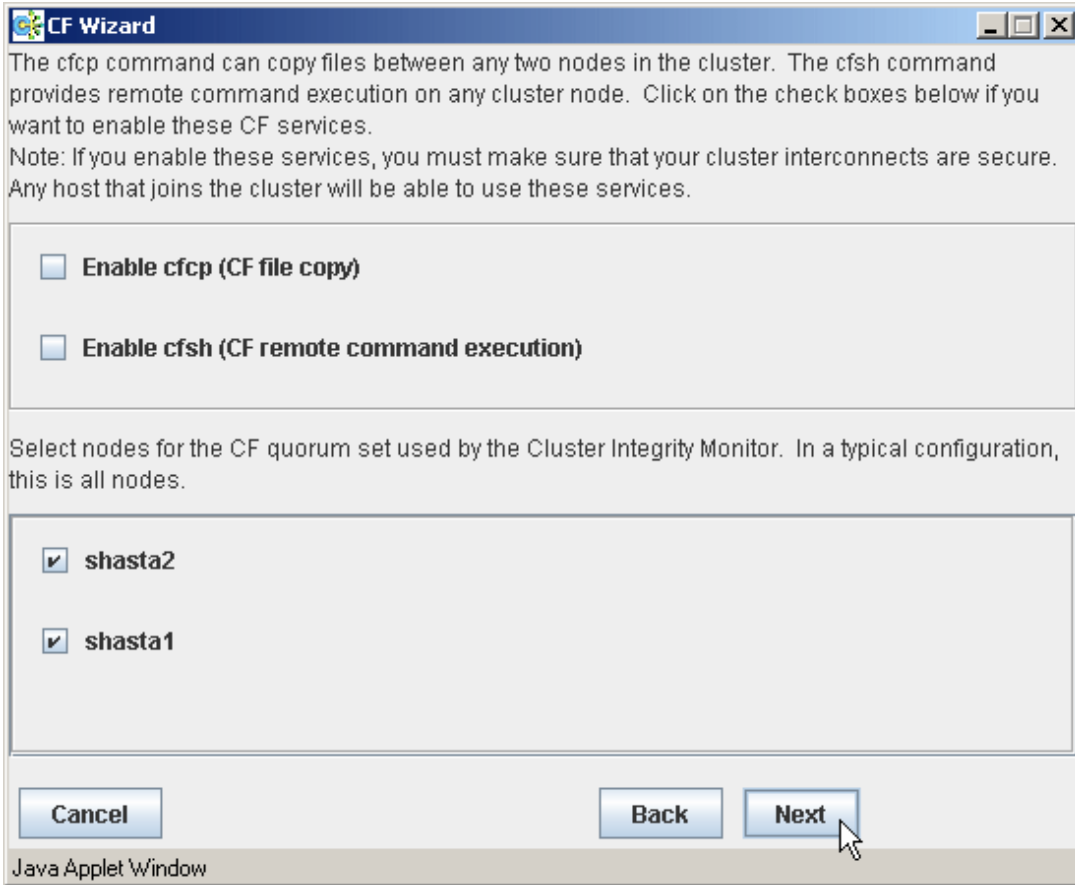 CF Wizard
The cfcp command can copy files between any two nodes in the cluster.  The cfsh command
provides remote command execution on any cluster node.  Click on the check boxes below if you
want to enable these CF services.
Note: If you enable these services, you must make sure that your cluster interconnects are secure.
Any host that joins the cluster will be able to use these services.
Enable cfcp (CF file copy)
Enable cfsh (CF remote command execution)
Select nodes for the CF quorum set used by the Cluster Integrity Monitor.  In a typical configuration,
this is all nodes.
shasta2
shasta1
Cancel Back Next
Java Applet Window